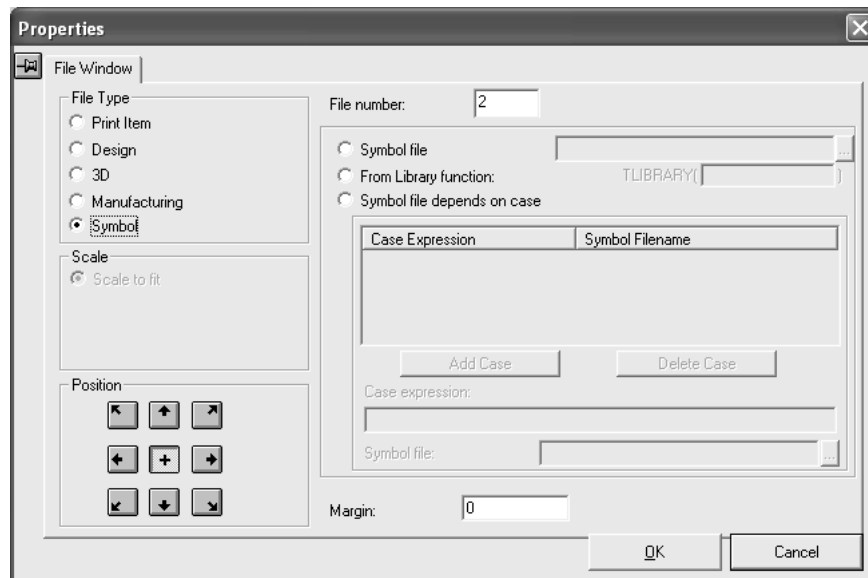 Properties
File Window
File Type
Print Item
Design
3D
Manufacturing
Symbol
Scale
Scale to fit
Position
File number: 2
Symbol file ...
From Library function: TLIBRARY( )
Symbol file depends on case
Case Expression Symbol Filename
Add Case Delete Case
Case expression:
Symbol file: ...
Margin: 0
OK Cancel